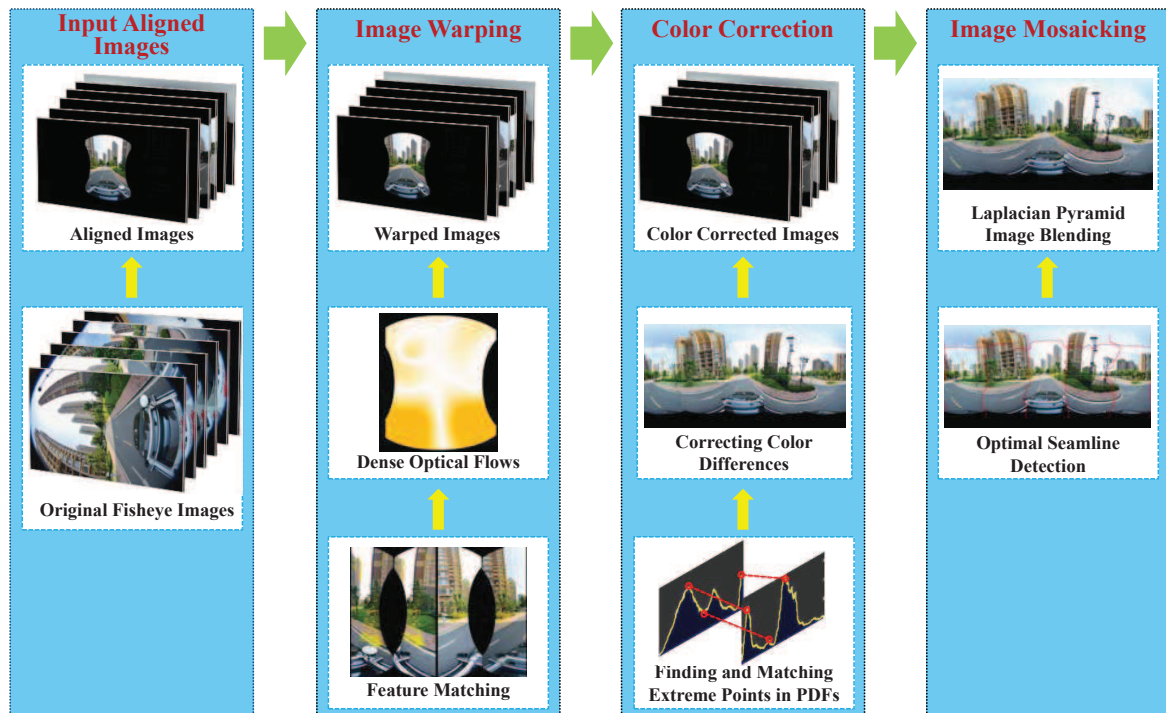 Input Aligned
Images
Aligned Images
Original Fisheye Images
Image Warping
Warped Images
Dense Optical Flows
Feature Matching
Color Correction
Color Corrected Images
Correcting Color
Differences
Finding and Matching
Extreme Points in PDFs
Image Mosaicking
Laplacian Pyramid
Image Blending
Optimal Seamline
Detection